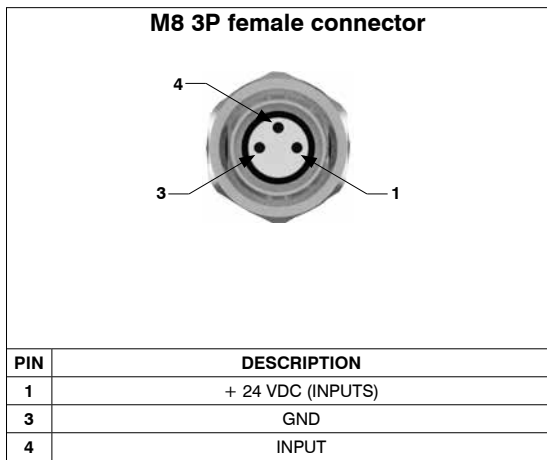 M8 3P female connector
4
3
1
PIN DESCRIPTION
1 + 24 VDC (INPUTS)
3 GND
4 INPUT